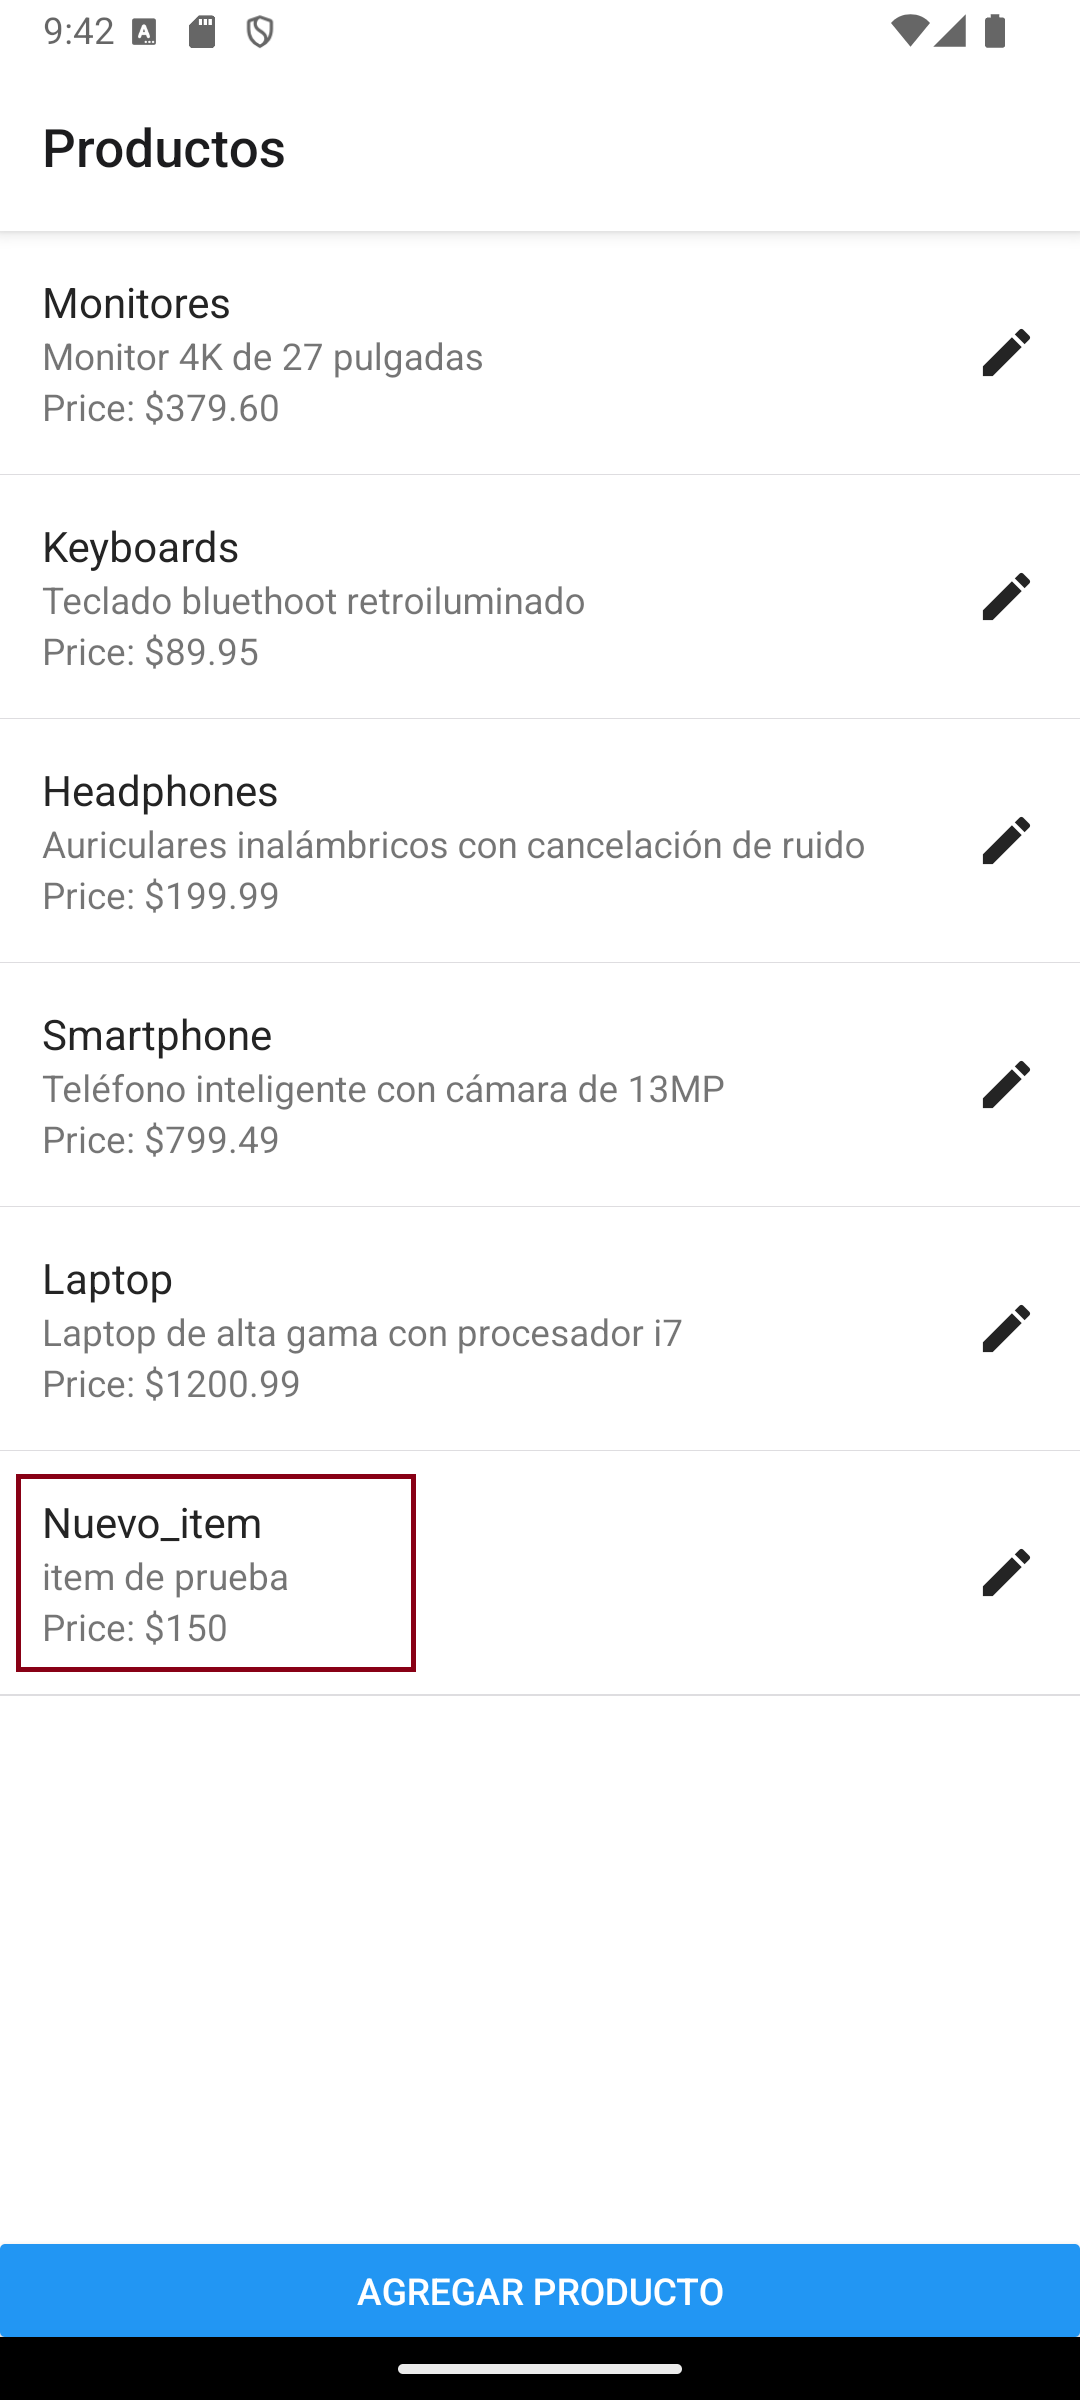 9:42
Productos
Monitores
Monitor 4K de 27 pulgadas
Price: $379.60
Keyboards
Teclado bluethoot retroiluminado
Price: $89.95
Headphones
Auriculares inalámbricos con cancelación de ruido
Price: $199.99
Smartphone
Teléfono inteligente con cámara de 13MP
Price: $799.49
Laptop
Laptop de alta gama con procesador i7
Price: $1200.99
Nuevo_item
item de prueba
Price: $150
AGREGAR PRODUCTO